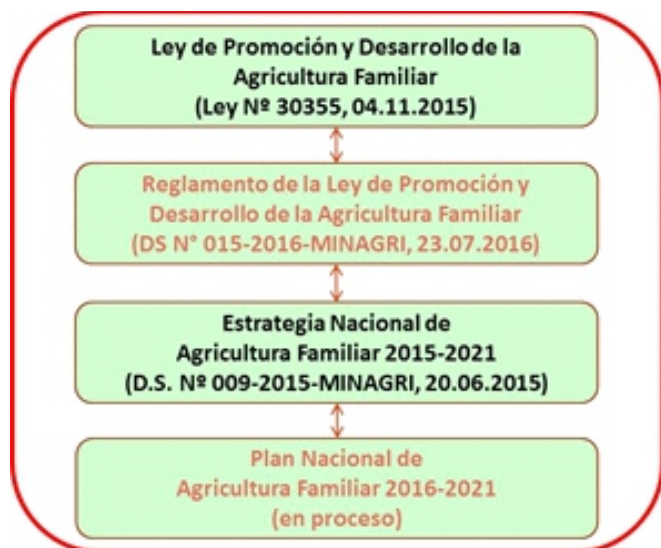 Ley de Promoción y Desarrollo de la
Agricultura Familiar
(Ley Nº 30355, 04.11.2015)
Reglamento de la Ley de Promoción y
Desarrollo de la Agricultura Familiar
(DS N° 015-2016-MINAGRI, 23.07.2016)
Estrategia Nacional de
Agricultura Familiar 2015-2021
(D.S. Nº 009-2015-MINAGRI, 20.06.2015)
Plan Nacional de
Agricultura Familiar 2016-2021
(en proceso)